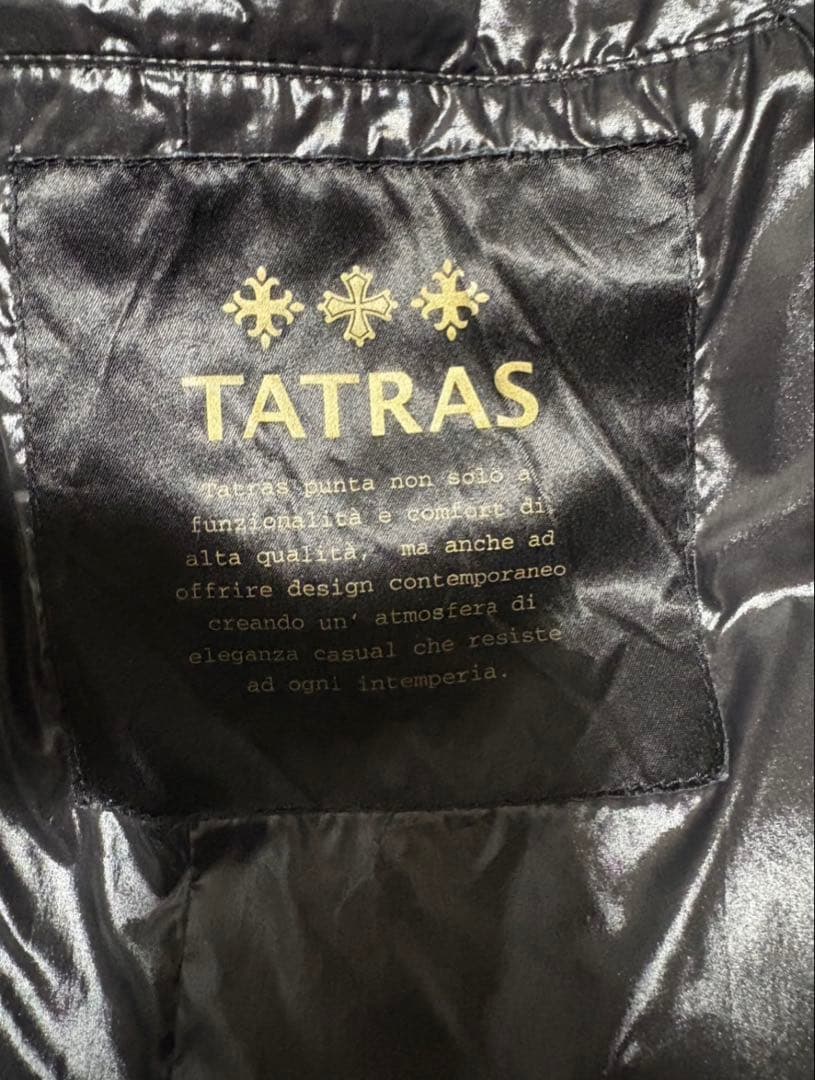 TATRAS
Tatras punta non solo a
funzionalità e comfort di
alta qualità, ma anche ad
offrire design contemporaneo
creando un' atmosfera di
eleganza casual che resiste
ad ogni intemperia.